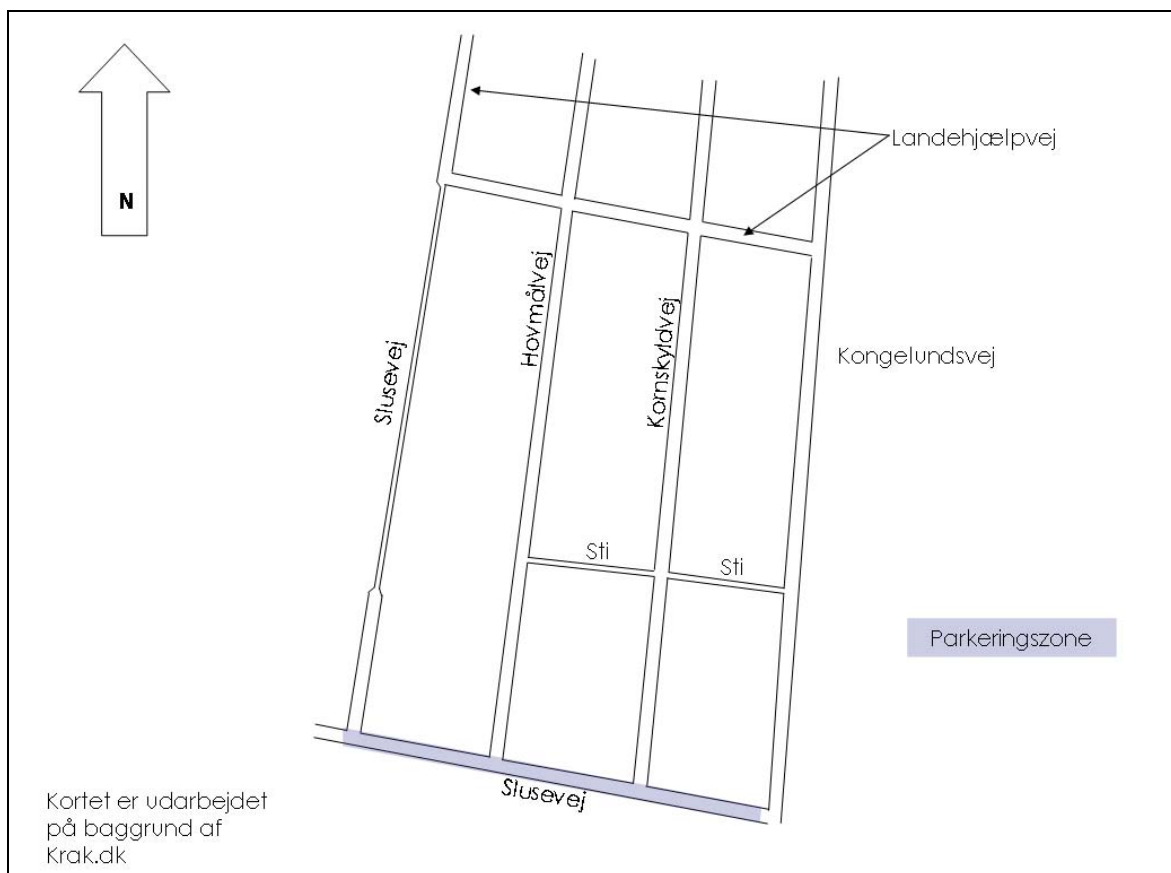 N
Landehjælpvej
Slusevej
Hovmålvej
Kornskyldvej
Kongelundsvej
Sti
Sti
Parkeringszone
Slusevej
Kortet er udarbejdet
på baggrund af
Krak.dk